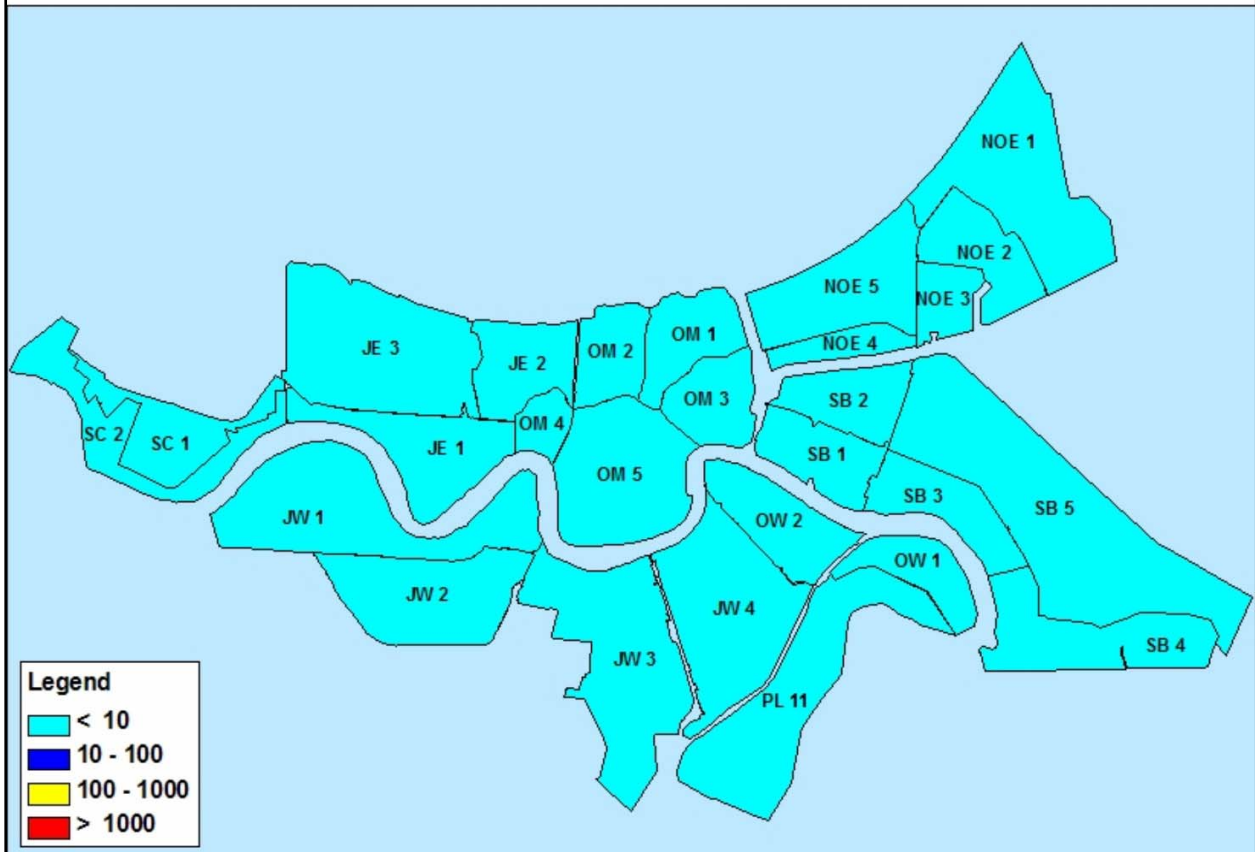 NOE 1
NOE 2
NOE 5
NOE 3
OM 1
NOE 4
JE 3
OM 2
JE 2
OM 3
SB 2
OM 4
SC 2
SC 1
JE 1
SB 1
OM 5
SB 3
SB 5
JW 1
OW 2
OW 1
JW 2
JW 4
SB 4
JW 3
PL 11
Legend
< 10
10 - 100
100 - 1000
> 1000